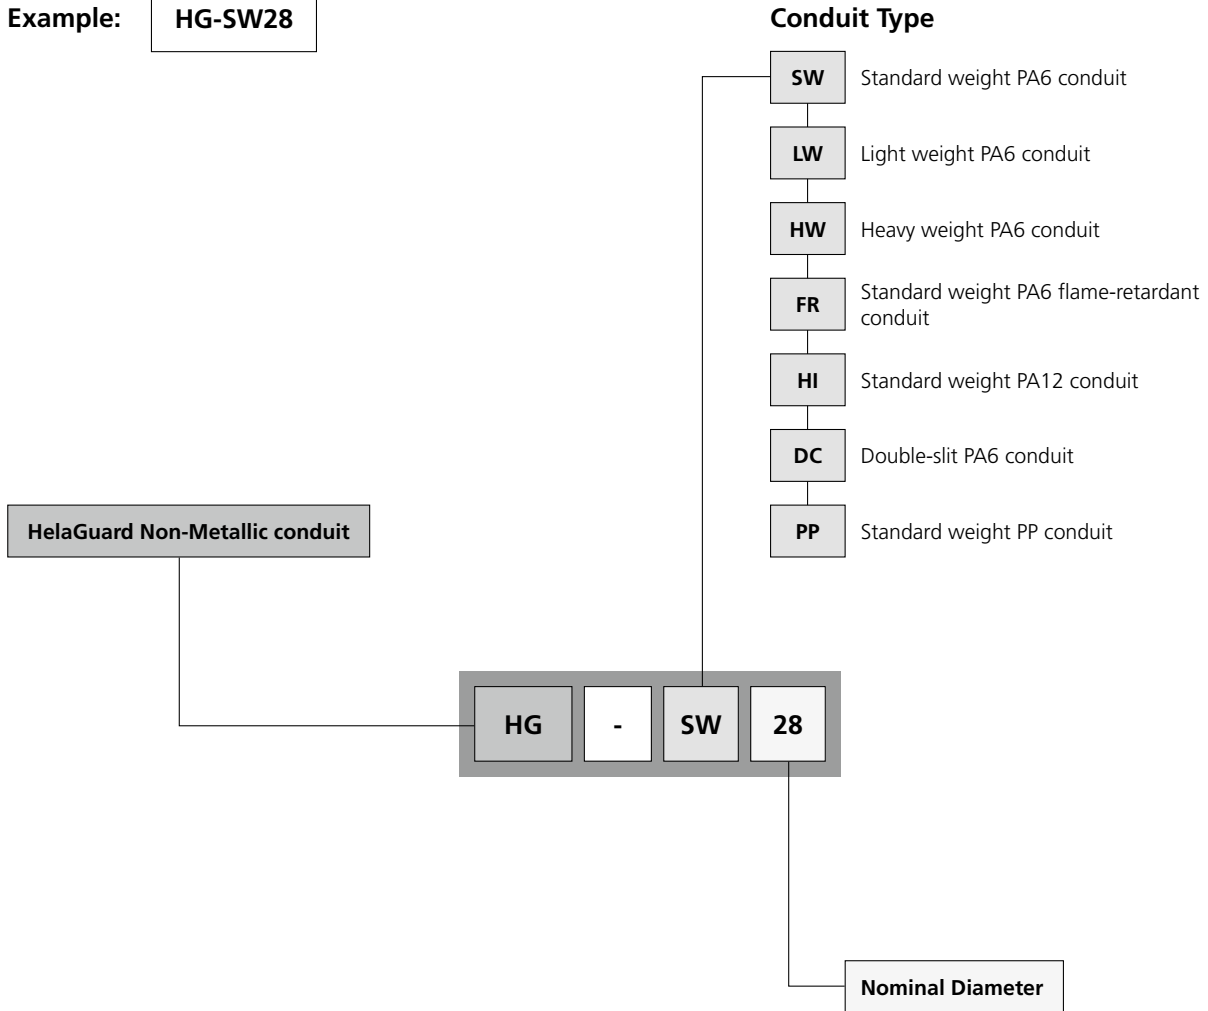 Example:
HG-SW28
Conduit Type
SW Standard weight PA6 conduit
LW Light weight PA6 conduit
HW Heavy weight PA6 conduit
FR Standard weight PA6 flame-retardant
conduit
HI Standard weight PA12 conduit
DC Double-slit PA6 conduit
PP Standard weight PP conduit
HelaGuard Non-Metallic conduit
HG - SW 28
Nominal Diameter